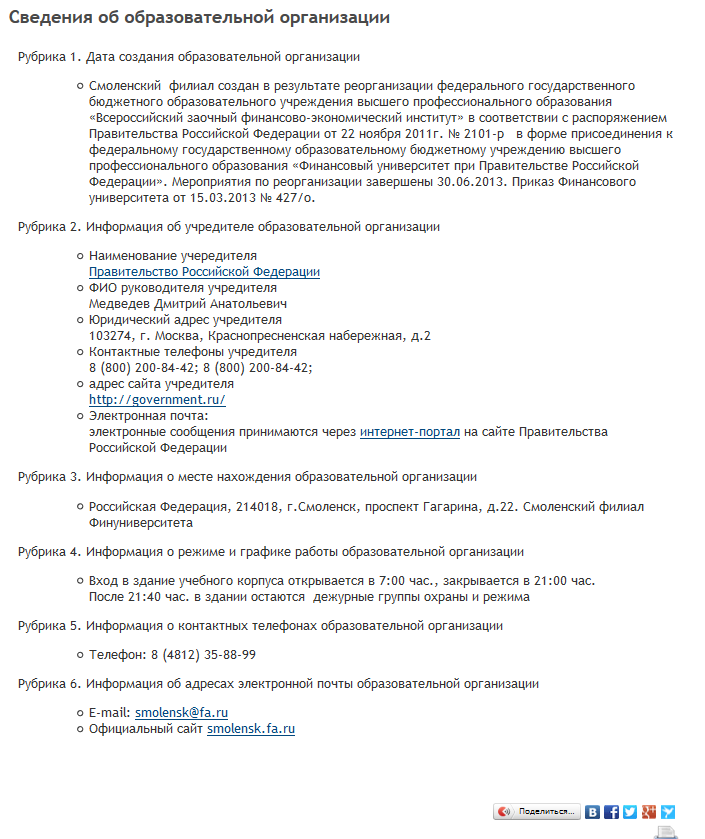 Сведения об образовательной организации
Рубрика 1. Дата создания образовательной организации
Смоленский филиал создан в результате реорганизации федерального государственного
бюджетного образовательного учреждения высшего профессионального образования
«Всероссийский заочный финансово-экономический институт» в соответствии с распоряжением
Правительства Российской Федерации от 22 ноября 2011г. № 2101-р в форме присоединения к
федеральному государственному образовательному бюджетному учреждению высшего
профессионального образования «Финансовый университет при Правительстве Российской
Федерации». Мероприятия по реорганизации завершены 30.06.2013. Приказ Финансового
университета от 15.03.2013 № 427/о.
Рубрика 2. Информация об учредителе образовательной организации
Наименование учередителя
Правительство Российской Федерации
ФИО руководителя учредителя
Медведев Дмитрий Анатольевич
Юридический адрес учредителя
103274, г. Москва, Краснопресненская набережная, д.2
Контактные телефоны учредителя
8 (800) 200-84-42; 8 (800) 200-84-42;
адрес сайта учредителя
http://government.ru/
Электронная почта:
электронные сообщения принимаются через интернет-портал на сайте Правительства
Российской Федерации
Рубрика 3. Информация о месте нахождения образовательной организации
Российская Федерация, 214018, г.Смоленск, проспект Гагарина, д.22. Смоленский филиал
Финуниверситета
Рубрика 4. Информация о режиме и графике работы образовательной организации
Вход в здание учебного корпуса открывается в 7:00 час., закрывается в 21:00 час.
После 21:40 час. в здании остаются дежурные группы охраны и режима
Рубрика 5. Информация о контактных телефонах образовательной организации
Телефон: 8 (4812) 35-88-99
Рубрика 6. Информация об адресах электронной почты образовательной организации
E-mail: smolensk@fa.ru
Официальный сайт smolensk.fa.ru
Поделиться...